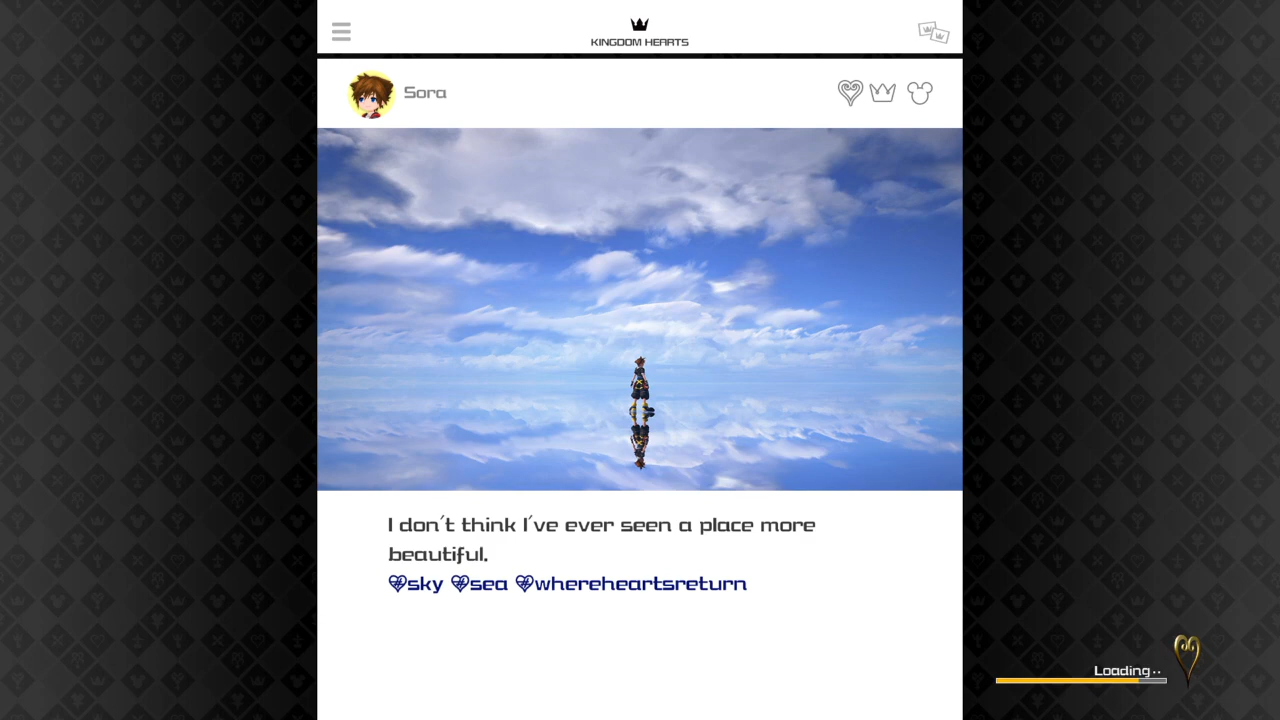 KINGDOM HEARTS
Sora
I don't think I've ever seen a place more
beautiful.
sky sea whereheartsreturn
Loading..